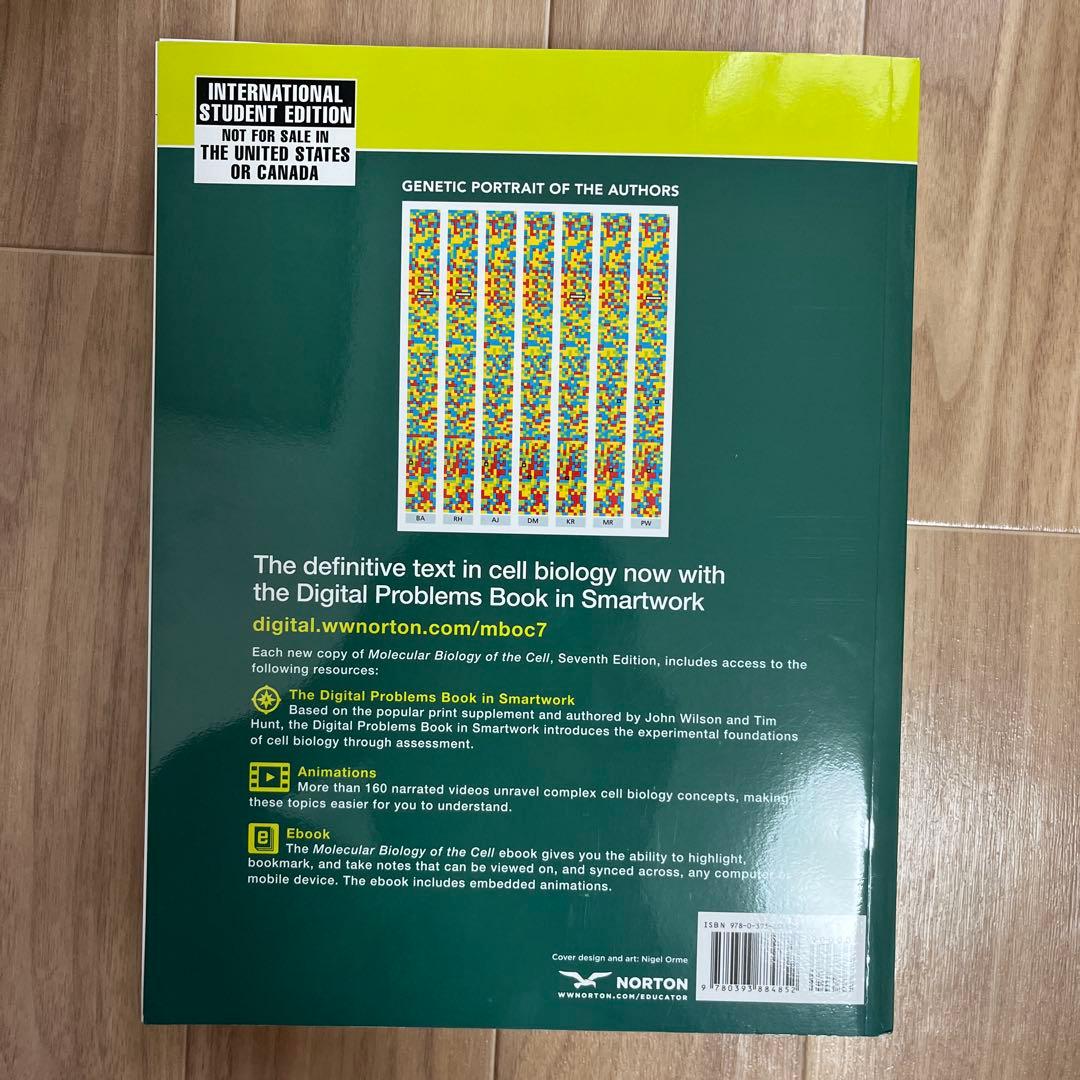 INTERNATIONAL
STUDENT EDITION
NOT FOR SALE IN
THE UNITED STATES
OR CANADA
GENETIC PORTRAIT OF THE AUTHORS
BA RH AJ DM KR MR PW
The definitive text in cell biology now with
the Digital Problems Book in Smartwork
digital.wwnorton.com/mboc7
Each new copy of Molecular Biology of the Cell, Seventh Edition, includes access to the
following resources:
The Digital Problems Book in Smartwork
Based on the popular print supplement and authored by John Wilson and Tim
Hunt, the Digital Problems Book in Smartwork introduces the experimental foundations
of cell biology through assessment.
Animations
More than 160 narrated videos unravel complex cell biology concepts, making
these topics easier for you to understand.
Ebook
The Molecular Biology of the Cell ebook gives you the ability to highlight,
bookmark, and take notes that can be viewed on, and synced across, any computer or
mobile device. The ebook includes embedded animations.
ISBN
Cover design and art: Nigel Orme
NORTON
WWNORTON.COM/EDUCATOR
9 780393 884852